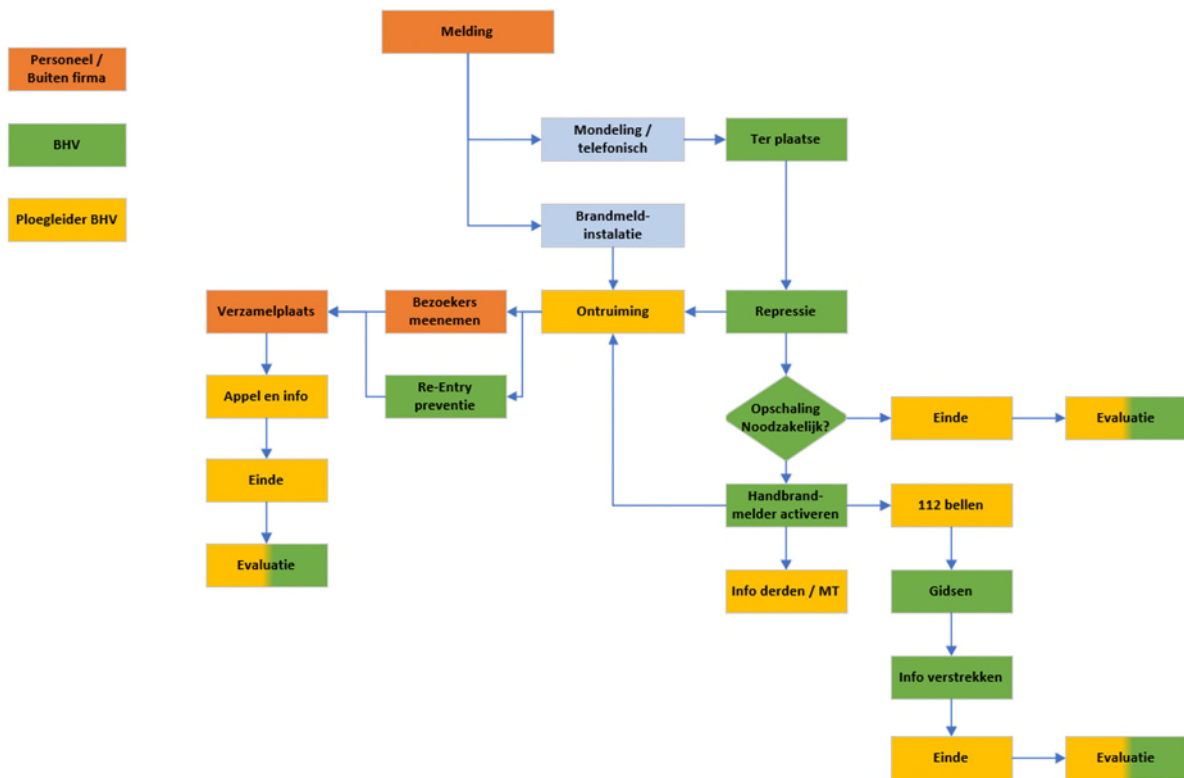 Melding
Personeel /
Buiten firma
BHV
Ploegleider BHV
Mondeling /
telefonisch
Ter plaatse
Brandmeld-
instalatie
Verzamelplaats
Bezoekers
meenemen
Ontruiming
Repressie
Appel en info
Re-Entry
preventie
Opschaling
Noodzakelijk?
Einde
Evaluatie
Einde
Handbrand-
melder activeren
112 bellen
Evaluatie
Info derden / MT
Gidsen
Info verstrekken
Einde
Evaluatie